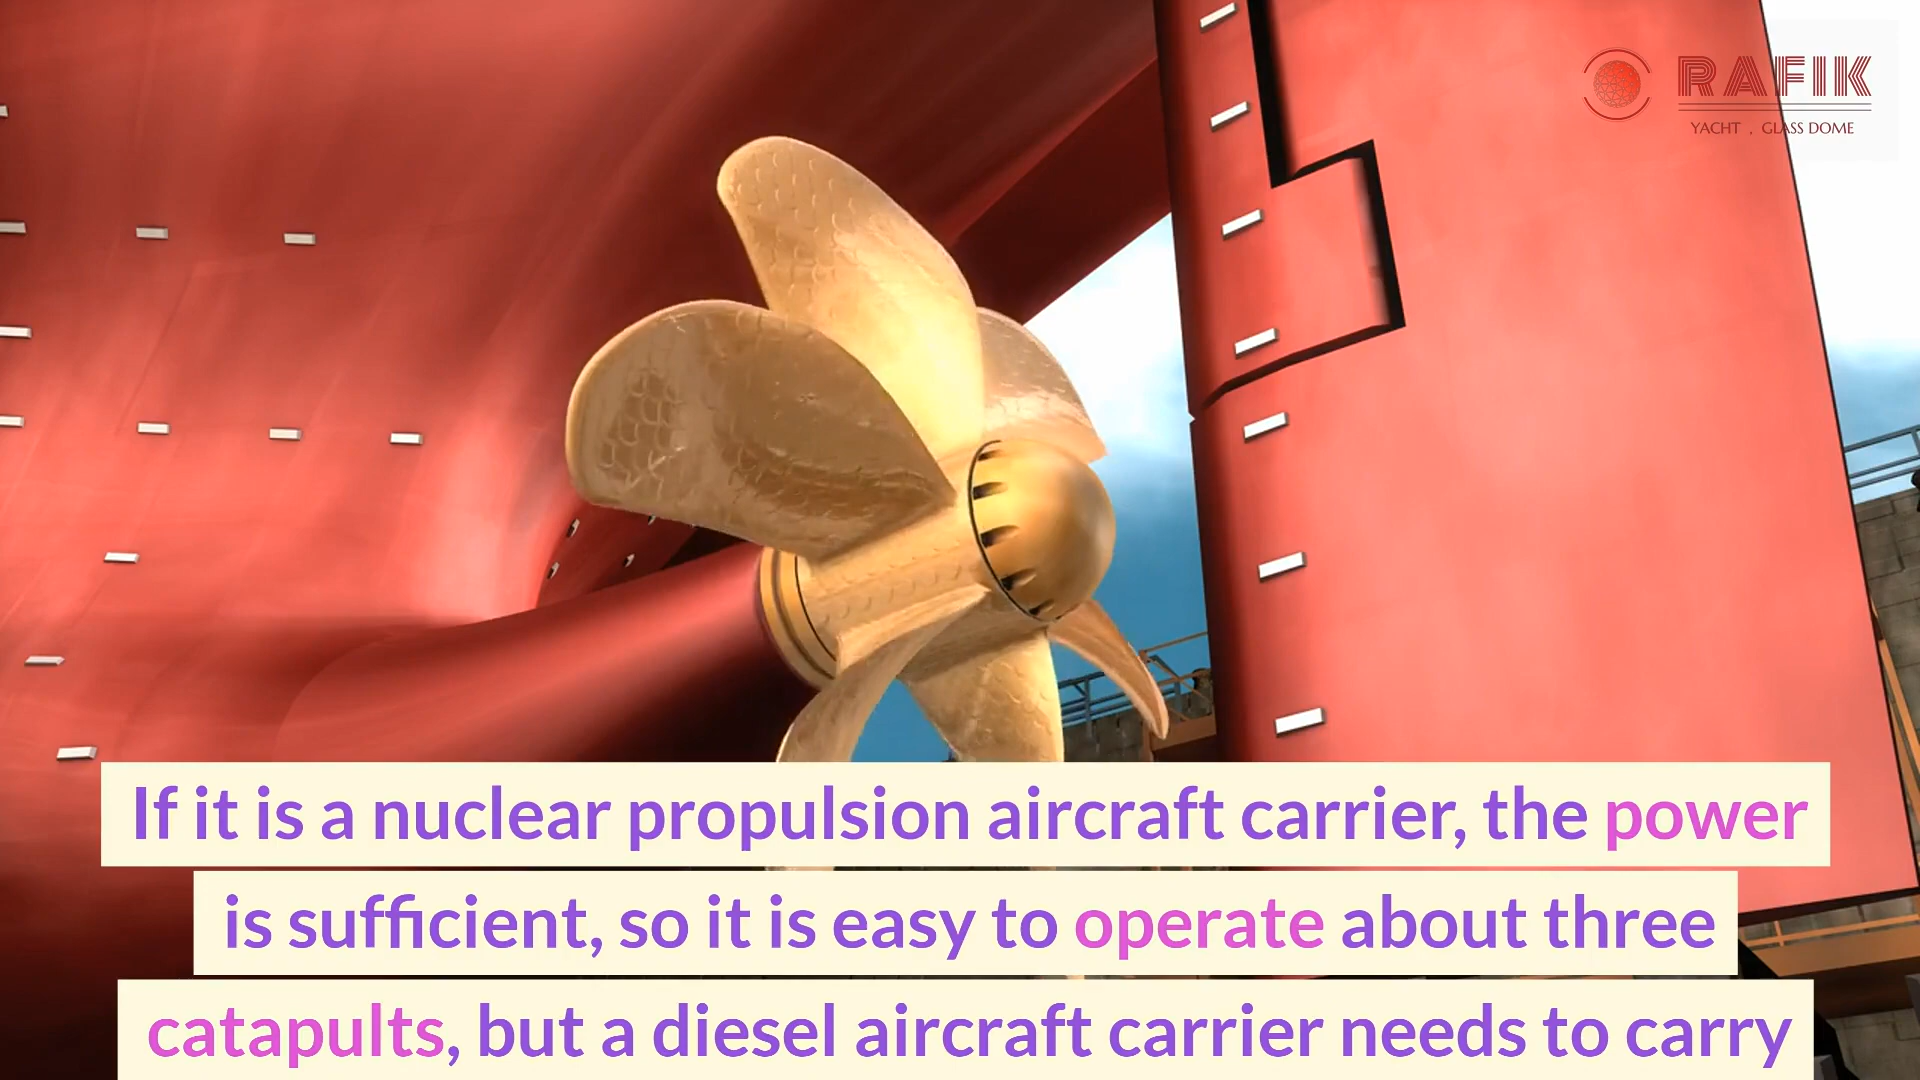 RAFIK
YACHT . GLASS DOME
If it is a nuclear propulsion aircraft carrier, the power
is sufficient, so it is easy to operate about three
catapults, but a diesel aircraft carrier needs to carry